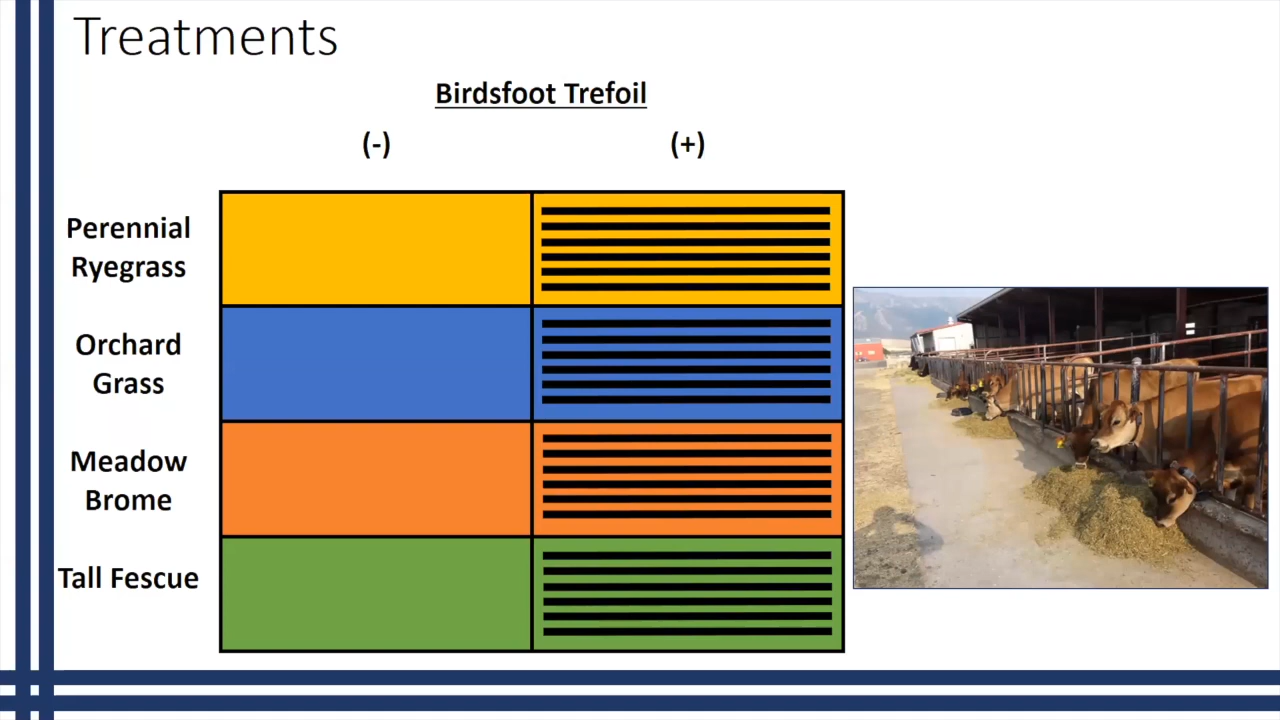 Treatments
Birdsfoot Trefoil
(-)
(+)
Perennial
Ryegrass
Orchard
Grass
Meadow
Brome
Tall Fescue